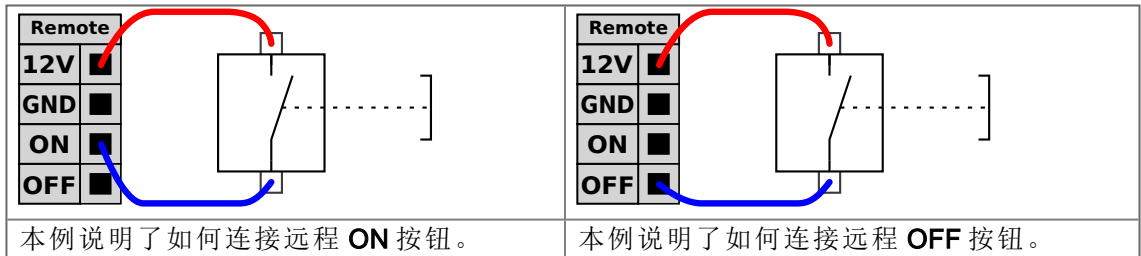 Remote
12V
GND
ON
OFF
本例说明了如何连接远程 ON 按钮。
Remote
12V
GND
ON
OFF
本例说明了如何连接远程 OFF 按钮。